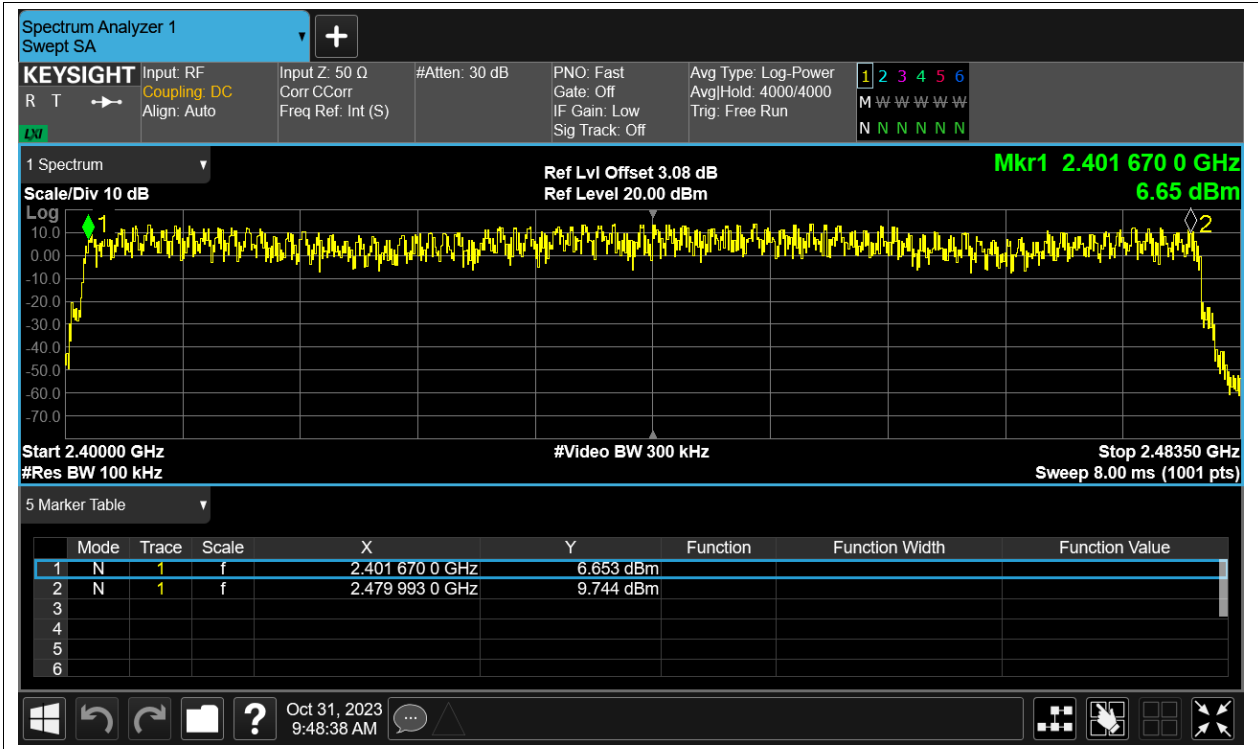 Spectrum Analyzer 1
Swept SA
KEYSIGHT
R T
LXI
Input: RF
Coupling: DC
Align: Auto
Input Z: 50 Ω
Corr CCorr
Freq Ref: Int (S)
#Atten: 30 dB
PNO: Fast
Gate: Off
IF Gain: Low
Sig Track: Off
Avg Type: Log-Power
Avg|Hold: 4000/4000
Trig: Free Run
1 2 3 4 5 6
M W W W W W
N N N N N N
1 Spectrum
Scale/Div 10 dB
Ref Lvl Offset 3.08 dB
Ref Level 20.00 dBm
Mkr1 2.401 670 0 GHz
6.65 dBm
Log
1
2
10.0
0.00
-10.0
-20.0
-30.0
-40.0
-50.0
-60.0
-70.0
Start 2.40000 GHz
#Res BW 100 kHz
#Video BW 300 kHz
Stop 2.48350 GHz
Sweep 8.00 ms (1001 pts)
5 Marker Table
Mode Trace Scale X Y Function Function Width Function Value
1 N 1 f 2.401 670 0 GHz 6.653 dBm
2 N 1 f 2.479 993 0 GHz 9.744 dBm
3
4
5
6
?
Oct 31, 2023
9:48:38 AM